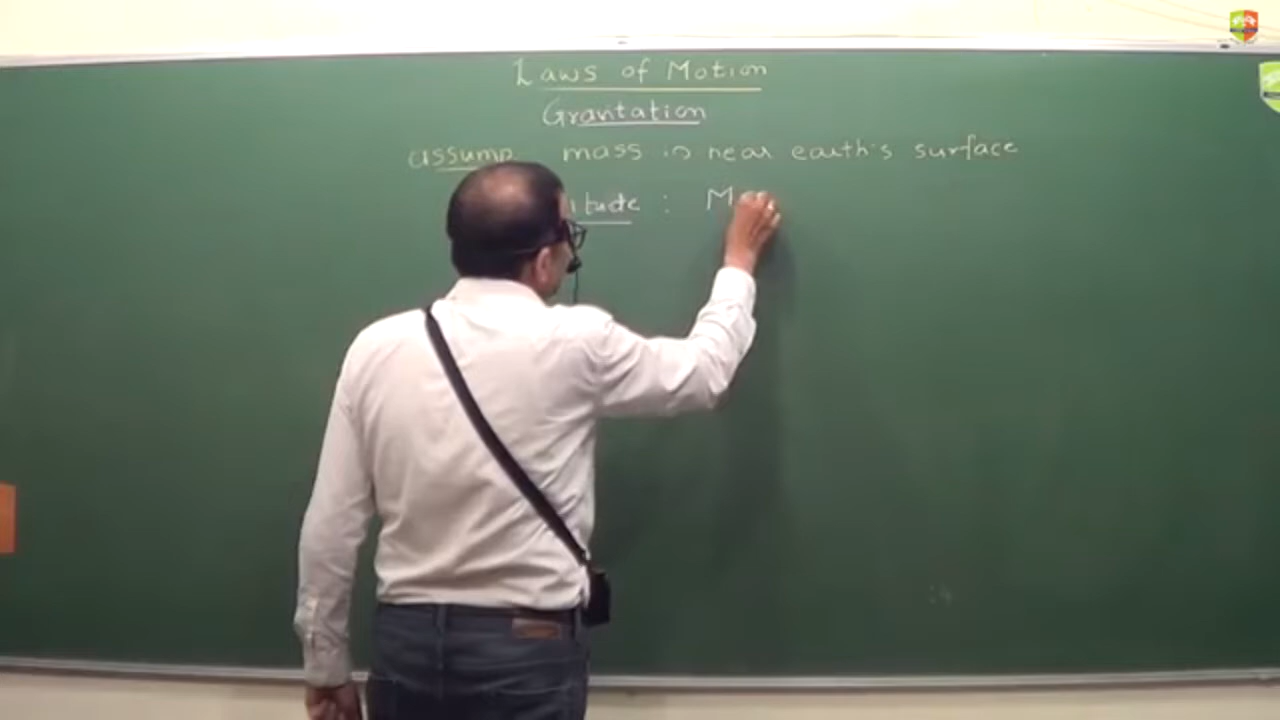 Laws of Motion
Gravitation
assump mass is near earth's surface
itude :